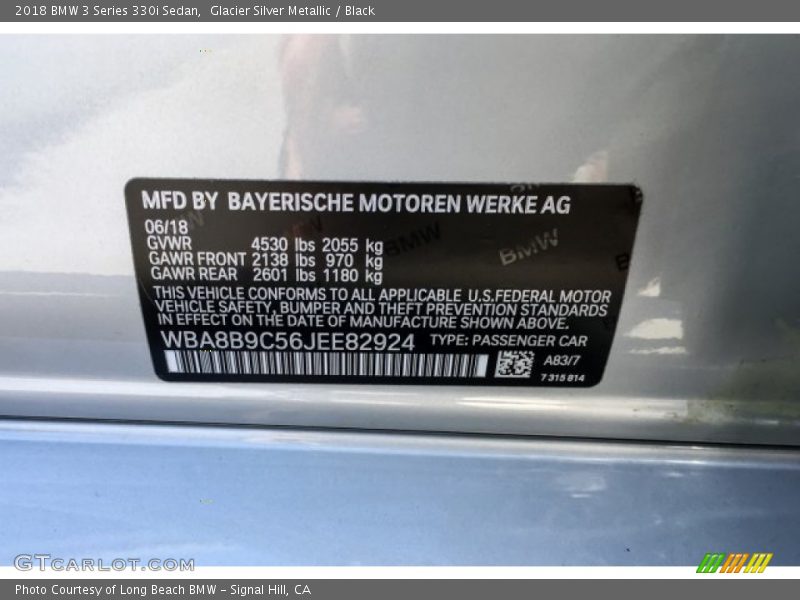 2018 BMW 3 Series 330i Sedan,  Glacier Silver Metallic / Black
MFD BY BAYERISCHE MOTOREN WERKE AG
06/18
GVWR 4530 lbs 2055 kg
GAWR FRONT 2138 lbs 970 kg
GAWR REAR 2601 lbs 1180 kg
THIS VEHICLE CONFORMS TO ALL APPLICABLE U.S.FEDERAL MOTOR
VEHICLE SAFETY, BUMPER AND THEFT PREVENTION STANDARDS
IN EFFECT ON THE DATE OF MANUFACTURE SHOWN ABOVE.
WBA8B9C56JEE82924 TYPE: PASSENGER CAR
A83/7
7 315 814
BMW
BMW
GTCARLOT.COM
Photo Courtesy of Long Beach BMW - Signal Hill, CA